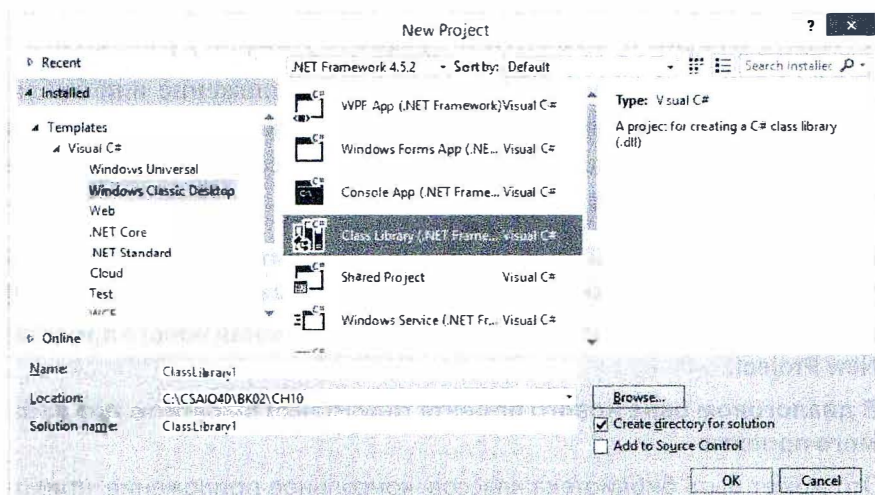 New Project
? ×
Recent
.NET Framework 4.5.2
Sort by: Default
Installed
Templates
Visual C#
Windows Universal
Windows Classic Desktop
Web
.NET Core
.NET Standard
Cloud
Test
WCF
Online
WPF App (.NET Framework) Visual C#
Windows Forms App (.NE... Visual C#
Console App (.NET Frame... Visual C#
Class Library (.NET Frame... Visual C#
Shared Project Visual C#
Windows Service (.NET Fr... Visual C#
Type: Visual C#
A project for creating a C# class library
(.dll)
Name: ClassLibrary1
Location: C:\CSAIO4D\BK02\CH10
Browse...
Solution name: ClassLibrary1
Create directory for solution
Add to Source Control
OK Cancel